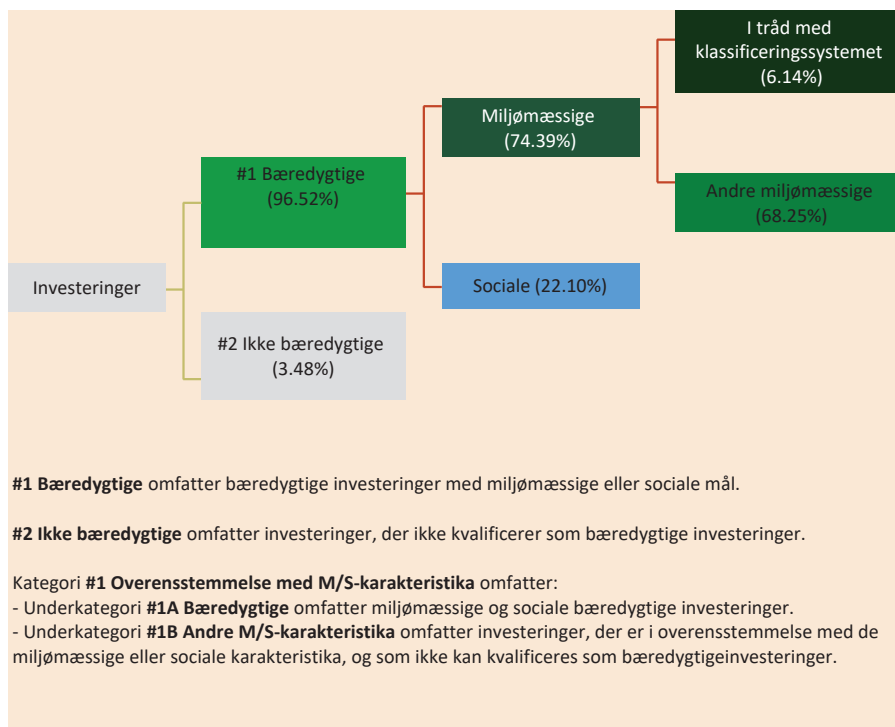 I tråd med
klassificeringssystemet
(6.14%)
Miljømæssige
(74.39%)
#1 Bæredygtige
(96.52%)
Andre miljømæssige
(68.25%)
Investeringer
Sociale (22.10%)
#2 Ikke bæredygtige
(3.48%)
#1 Bæredygtige omfatter bæredygtige investeringer med miljømæssige eller sociale mål.
#2 Ikke bæredygtige omfatter investeringer, der ikke kvalificerer som bæredygtige investeringer.
Kategori #1 Overensstemmelse med M/S-karakteristika omfatter:
- Underkategori #1A Bæredygtige omfatter miljømæssige og sociale bæredygtige investeringer.
- Underkategori #1B Andre M/S-karakteristika omfatter investeringer, der er i overensstemmelse med de
miljømæssige eller sociale karakteristika, og som ikke kan kvalificeres som bæredygtigeinvesteringer.